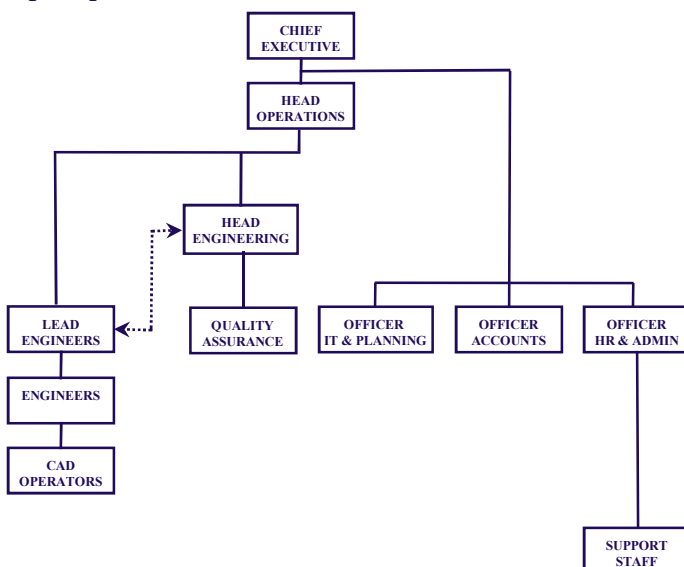 CHIEF
EXECUTIVE
HEAD
OPERATIONS
HEAD
ENGINEERING
LEAD
ENGINEERS
QUALITY
ASSURANCE
OFFICER
IT & PLANNING
OFFICER
ACCOUNTS
OFFICER
HR & ADMIN
ENGINEERS
CAD
OPERATORS
SUPPORT
STAFF